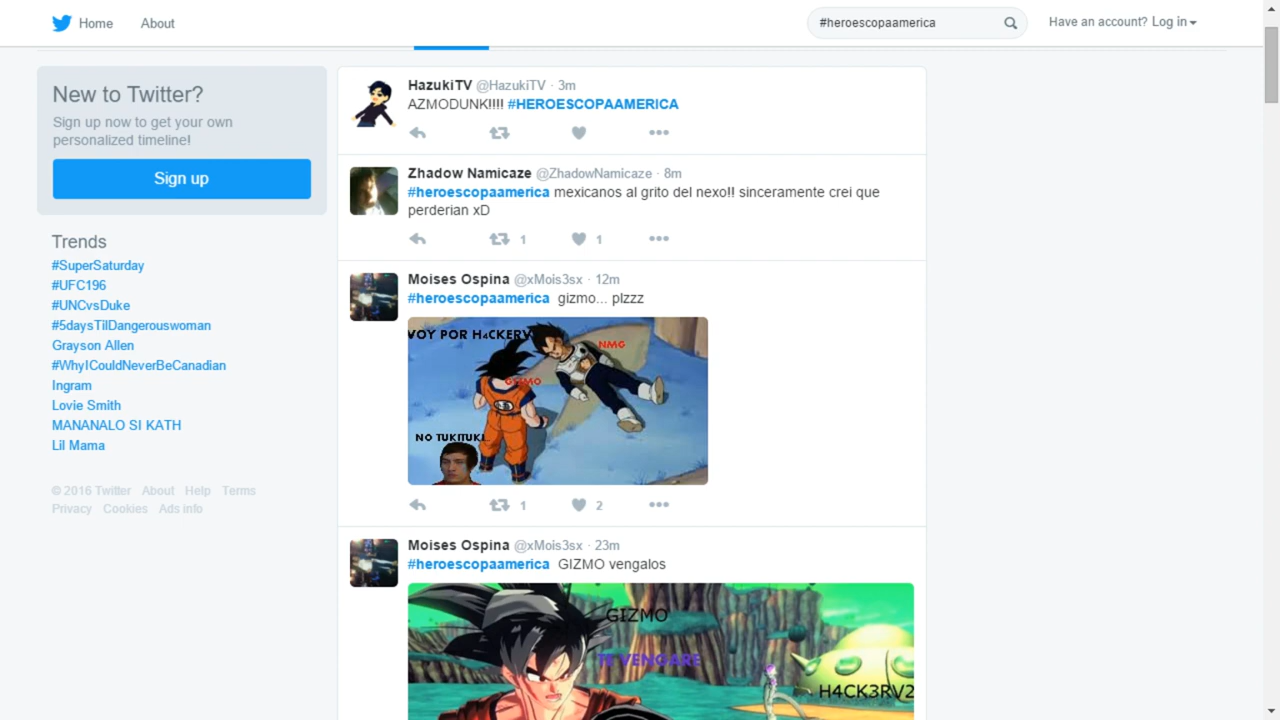 Home About #heroescopaamerica Have an account? Log in
New to Twitter?
Sign up now to get your own
personalized timeline!
Sign up
Trends
#SuperSaturday
#UFC196
#UNCvsDuke
#5daysTilDangerouswoman
Grayson Allen
#WhyICouldNeverBeCanadian
Ingram
Lovie Smith
MANANALO SI KATH
Lil Mama
© 2016 Twitter About Help Terms
Privacy Cookies Ads info
HazukiTV @HazukiTV · 3m
AZMODUNK!!!! #HEROESCOPAAMERICA
Zhadow Namicaze @ZhadowNamicaze · 8m
#heroescopaamerica mexicanos al grito del nexo!! sinceramente crei que
perderian xD
1 1
Moises Ospina @xMois3sx · 12m
#heroescopaamerica gizmo... plzzz
VOY POR H4CKERV
NMG
GIZMO
NO TUKITUKI..
1 2
Moises Ospina @xMois3sx · 23m
#heroescopaamerica GIZMO vengalos
GIZMO
TE VENGARE
H4CK3RV2